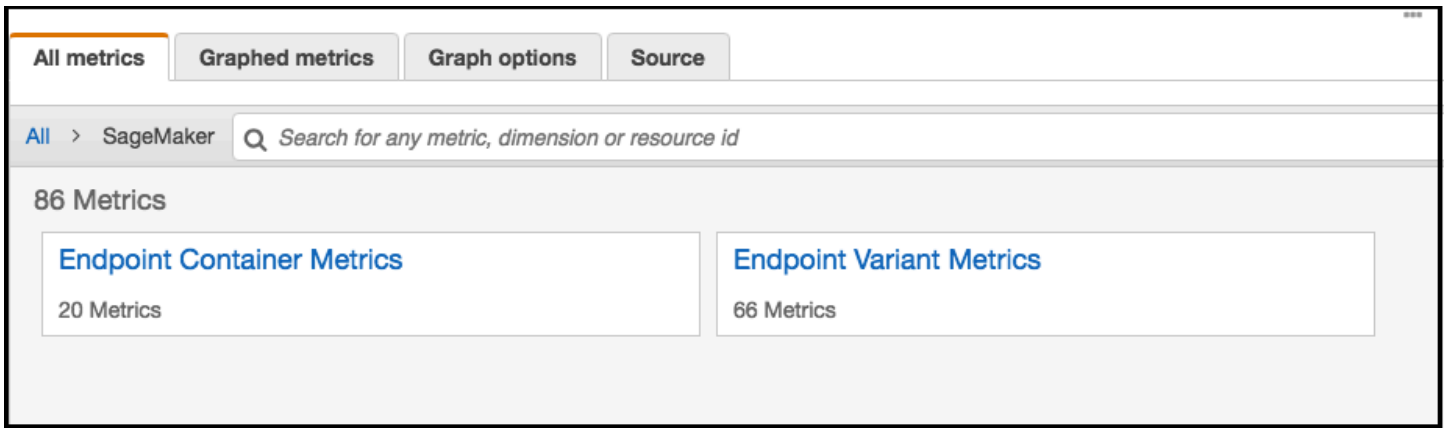 All metrics Graphed metrics Graph options Source
All > SageMaker Search for any metric, dimension or resource id
86 Metrics
Endpoint Container Metrics Endpoint Variant Metrics
20 Metrics 66 Metrics